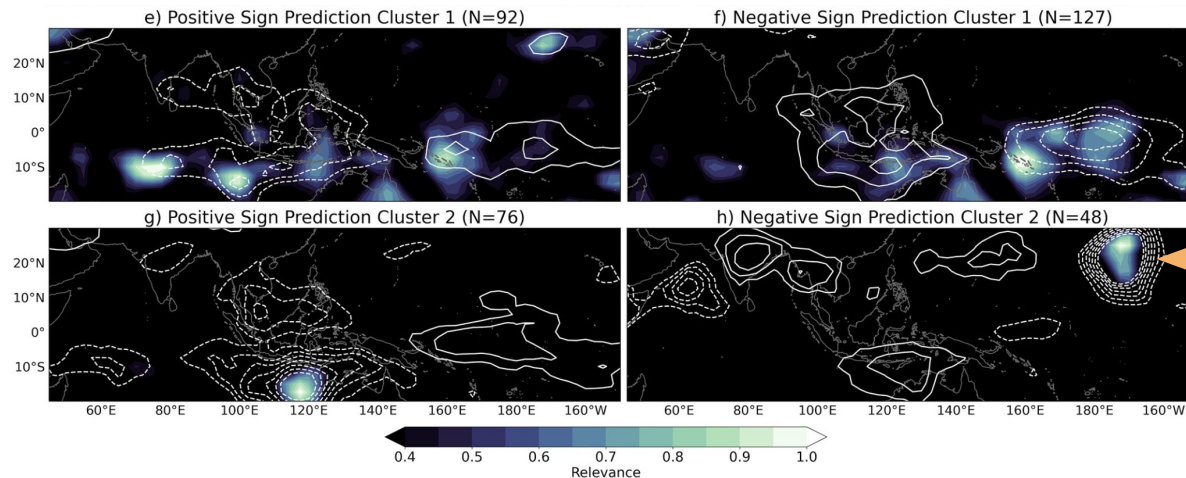 e) Positive Sign Prediction Cluster 1 (N=92)
f) Negative Sign Prediction Cluster 1 (N=127)
20°N
10°N
0°
10°S
g) Positive Sign Prediction Cluster 2 (N=76)
h) Negative Sign Prediction Cluster 2 (N=48)
20°N
10°N
0°
10°S
60°E 80°E 100°E 120°E 140°E 160°E 180° 160°W
60°E 80°E 100°E 120°E 140°E 160°E 180° 160°W
0.4 0.5 0.6 0.7 0.8 0.9 1.0
Relevance